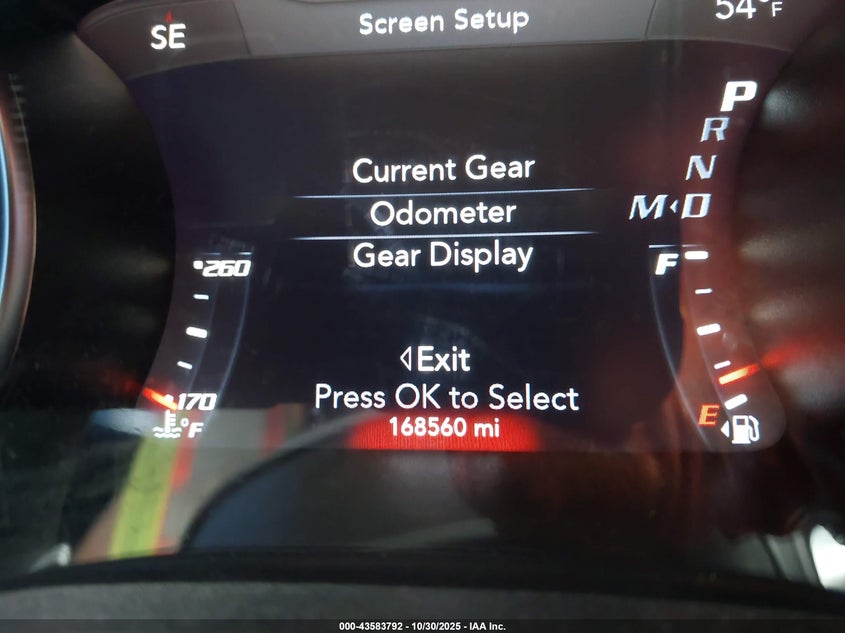 SE
Screen Setup
54°F
P
R
N
M D
Current Gear
Odometer
Gear Display
260
F
Exit
Press OK to Select
170
°F
E
168560 mi
000-43583792 - 10/30/2025 - IAA Inc.